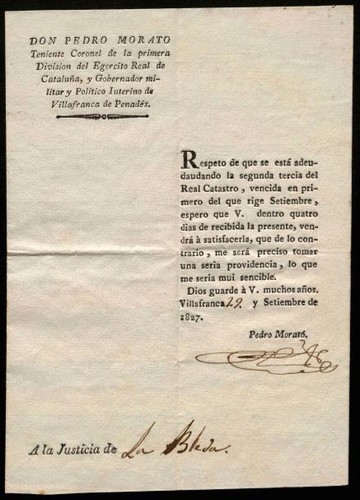 DON PEDRO MORATO
Teniente Coronel de la primera
Division del Egercito Real de
Cataluña, y Gobernador mi-
litar y Politico Interino de
Villafranca de Penadés.
Respeto de que se está adeu-
daudando la segunda tercia del
Real Catastro, vencida en pri-
mero del que rige Setiembre,
espero que V. dentro quatro
dias de recibida la presente, ven-
drá à satisfacerla, que de lo con-
trario, me será preciso tomar
una seria providencia, lo que
me seria mui sencible.
Dios guarde à V. muchos años.
Villafranca 29. y Setiembre de
1827.
Pedro Morató.
A la Justicia de La Bleda.